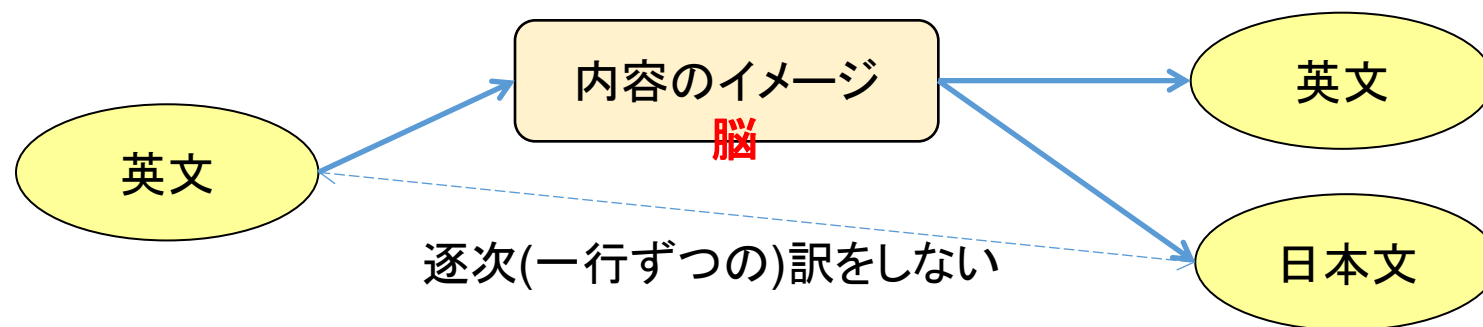 内容のイメージ
脳
英文
英文
逐次(一行ずつの)訳をしない
日本文